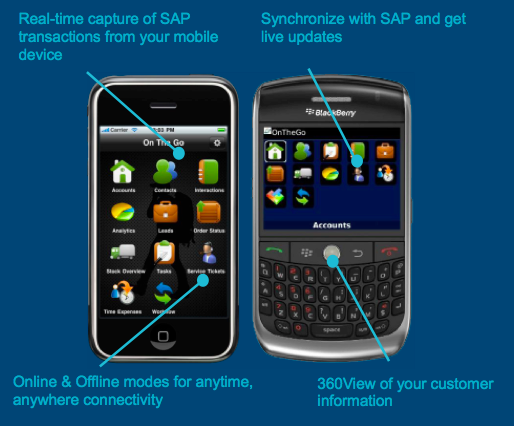 Real-time capture of SAP
transactions from your mobile
device
Synchronize with SAP and get
live updates
Carrier 1:03 PM
On The Go
Accounts Contacts Interactions
Analytics Leads Order Status
Stock Overview Tasks Service Tickets
Time Expenses Workflow
BlackBerry
OnTheGo
Accounts
space
Online & Offline modes for anytime,
anywhere connectivity
360View of your customer
information